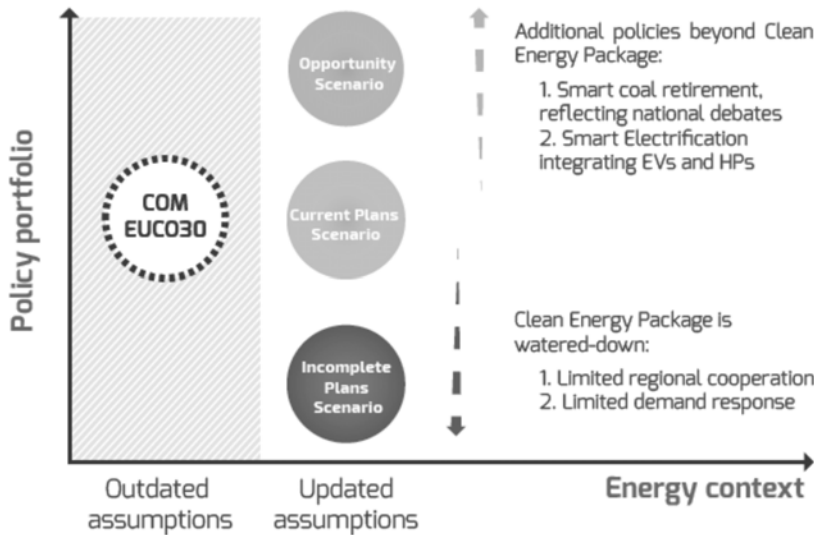 Policy portfolio
COM
EUCO30
Opportunity
Scenario
Current Plans
Scenario
Incomplete
Plans
Scenario
Additional policies beyond Clean
Energy Package:
1. Smart coal retirement,
reflecting national debates
2. Smart Electrification
integrating EVs and HPs
Clean Energy Package is
watered-down:
1. Limited regional cooperation
2. Limited demand response
Outdated
assumptions
Updated
assumptions
Energy context